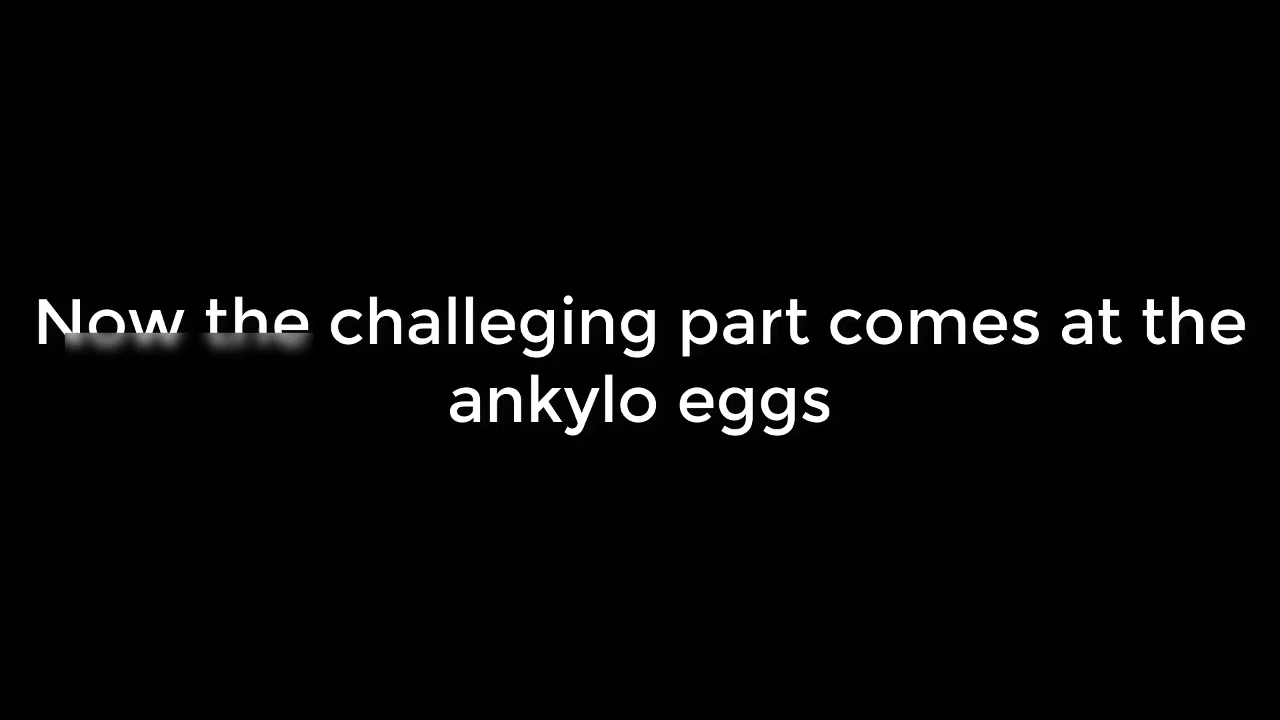 Now the challeging part comes at the
ankylo eggs